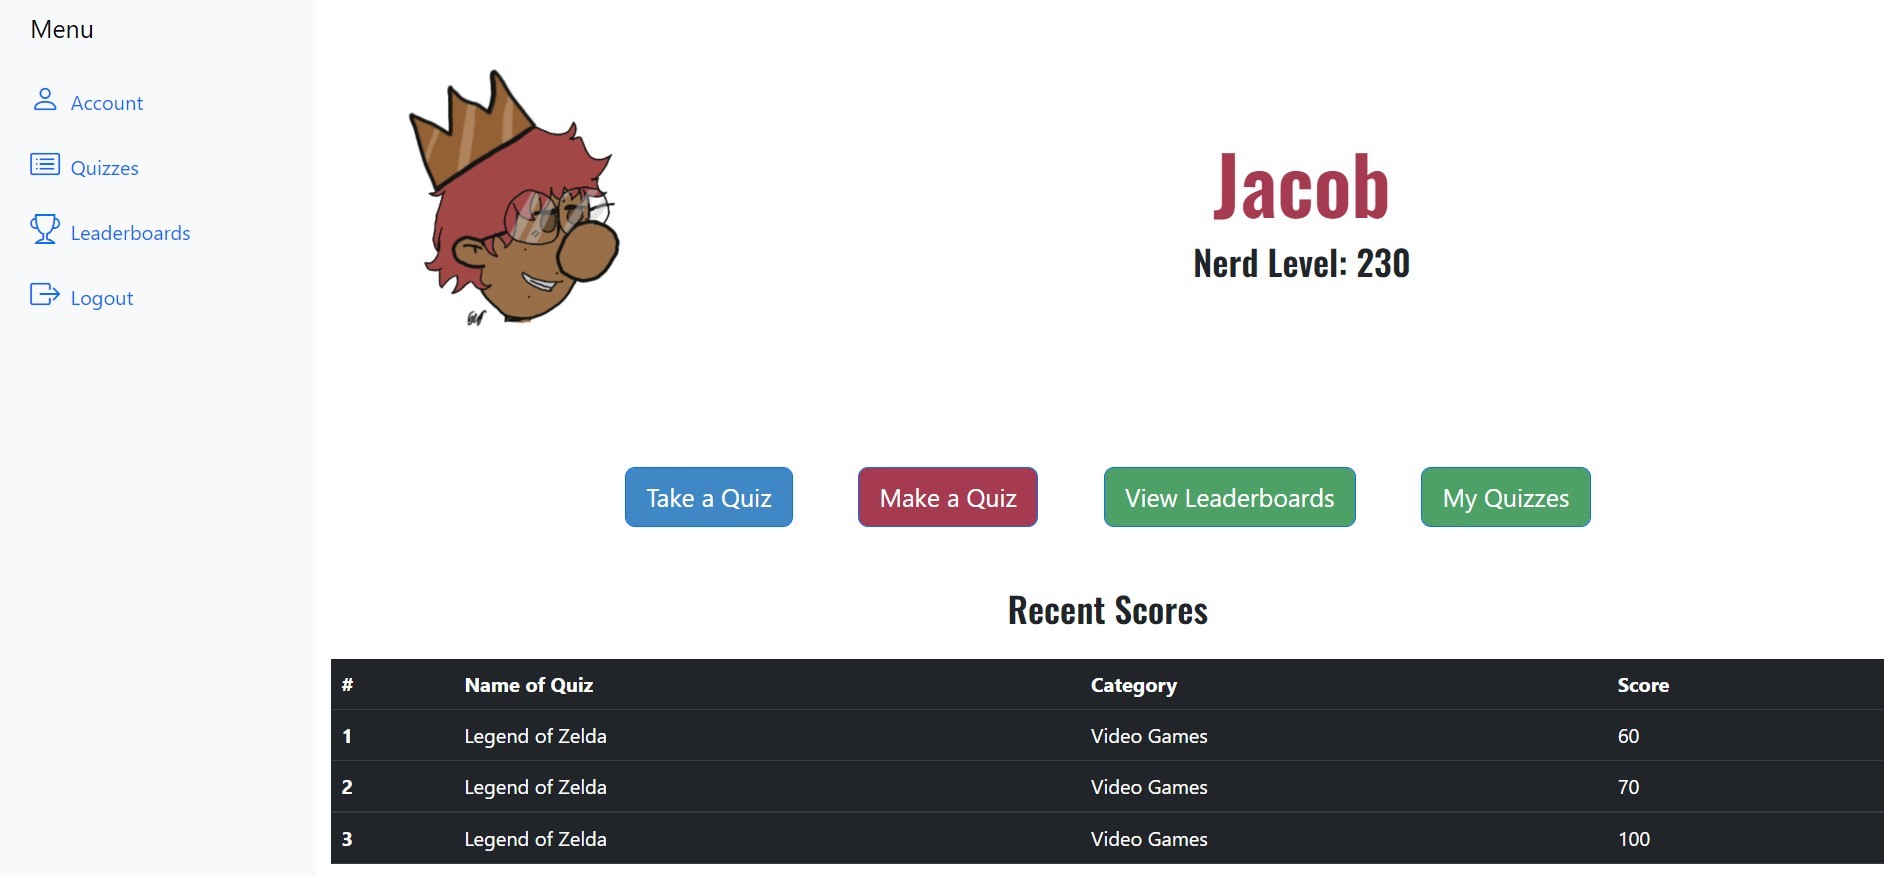 Menu
Account
Quizzes
Leaderboards
Logout
Jacob
Nerd Level: 230
Take a Quiz
Make a Quiz
View Leaderboards
My Quizzes
Recent Scores
# Name of Quiz Category Score
1 Legend of Zelda Video Games 60
2 Legend of Zelda Video Games 70
3 Legend of Zelda Video Games 100